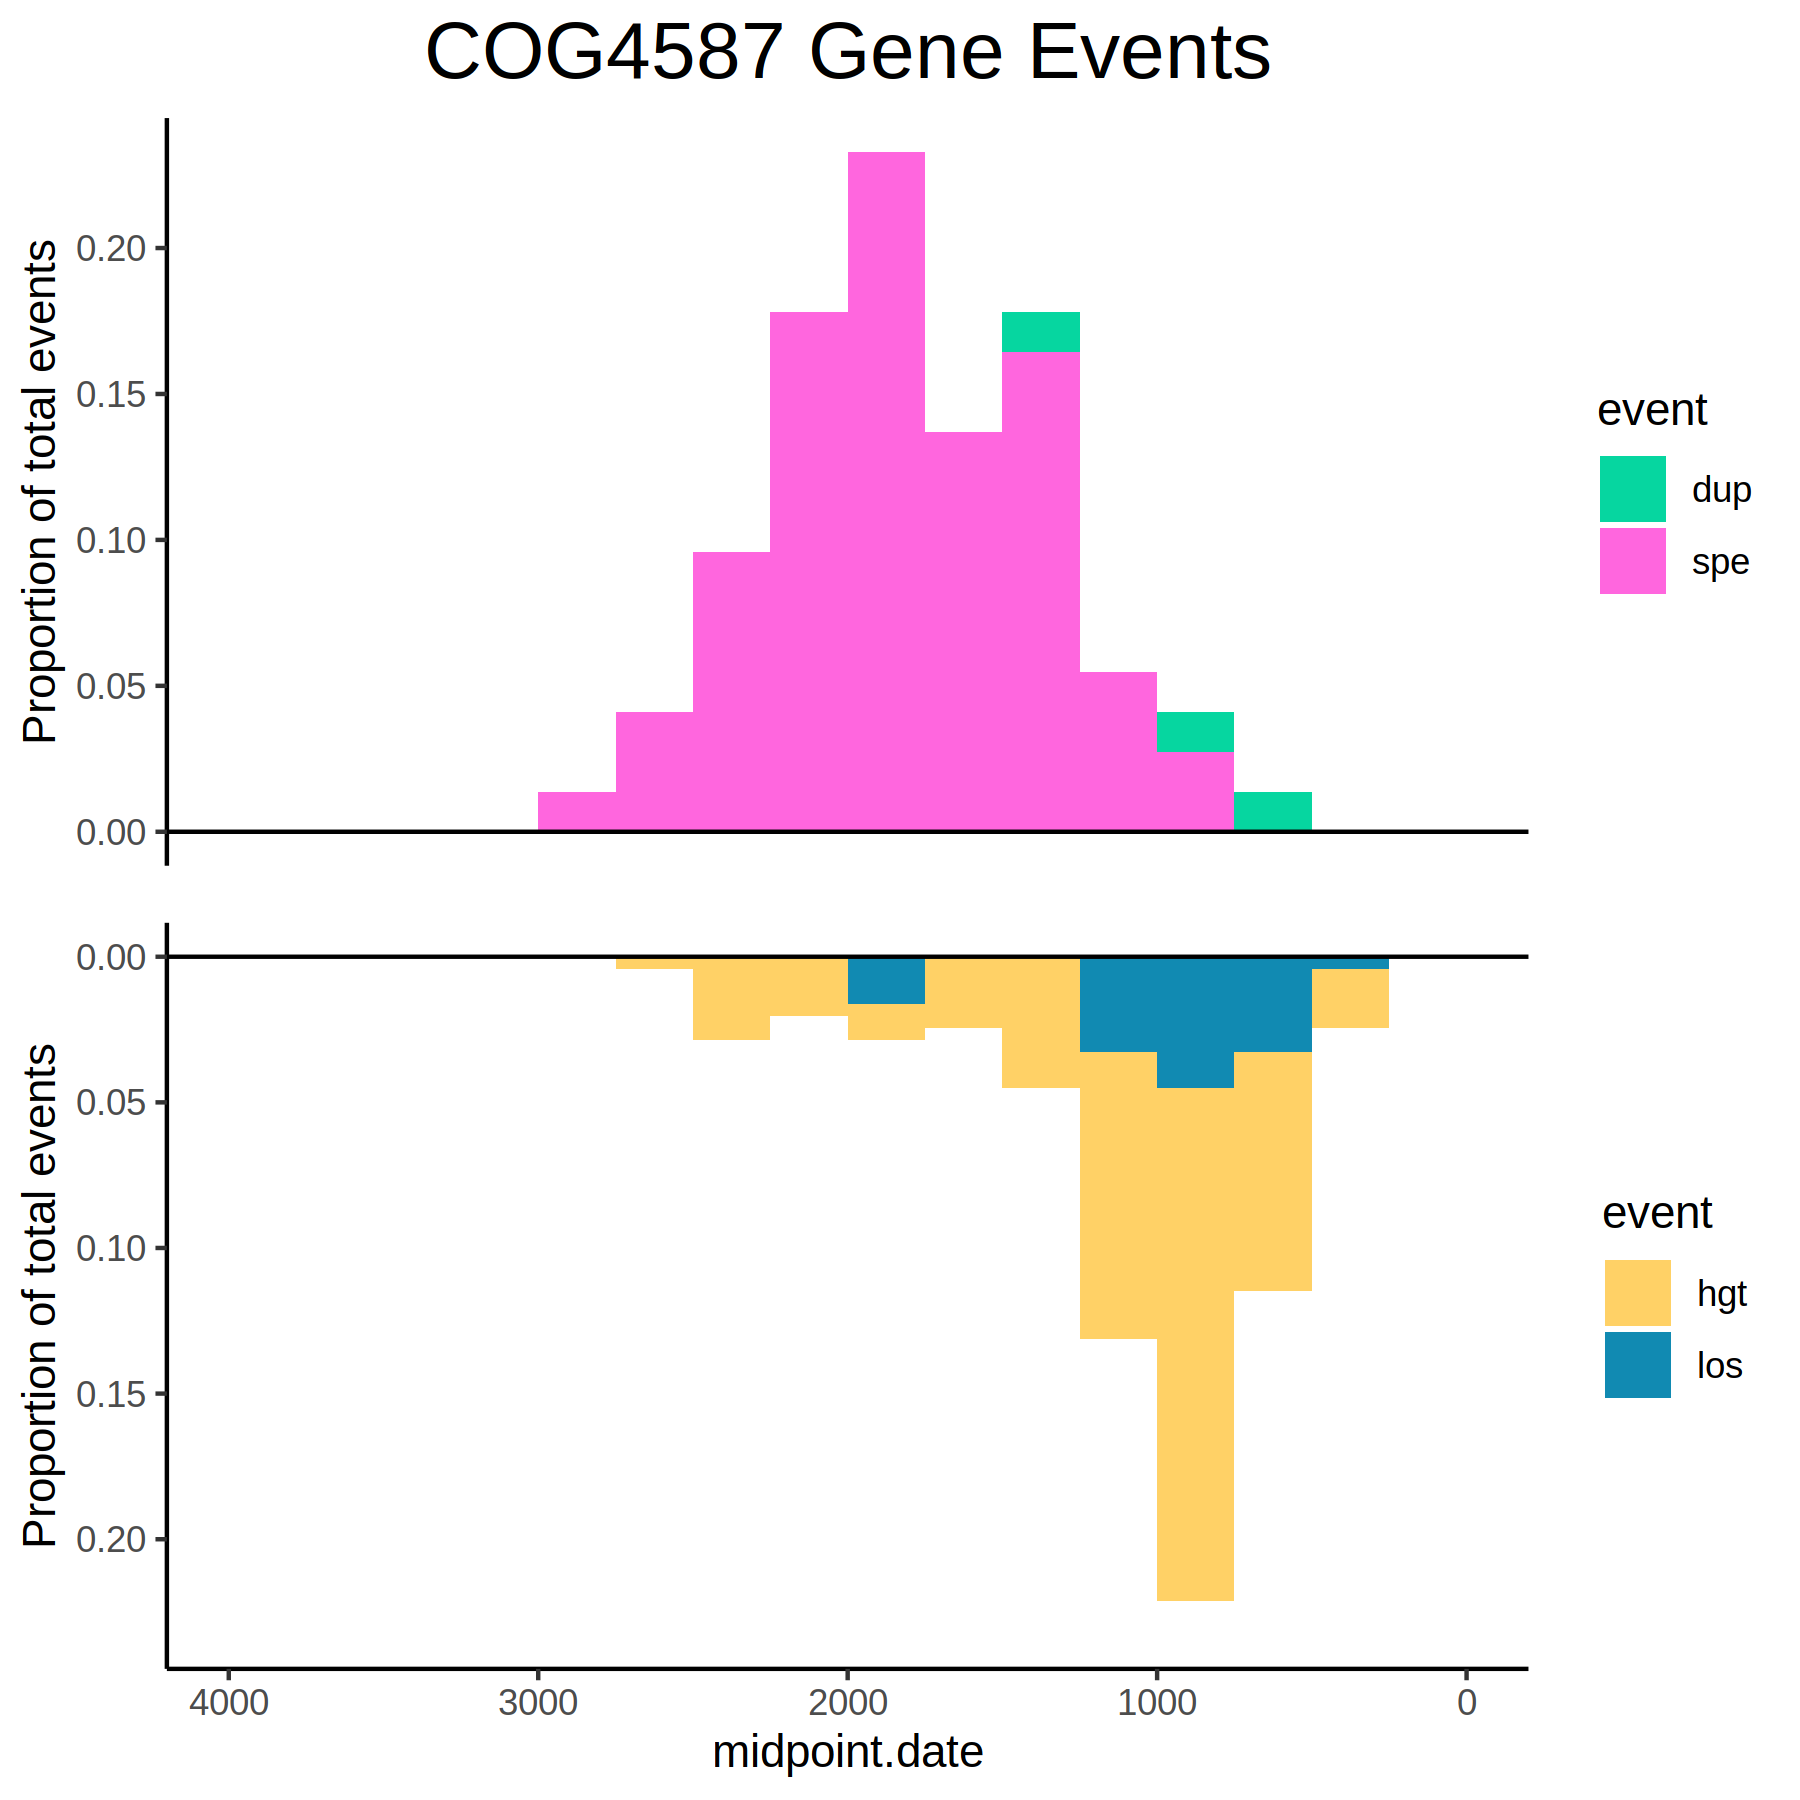 COG4587 Gene Events
Proportion of total events
0.20
0.15
0.10
0.05
0.00
event
dup
spe
Proportion of total events
0.00
0.05
0.10
0.15
0.20
event
hgt
los
4000 3000 2000 1000 0
midpoint.date